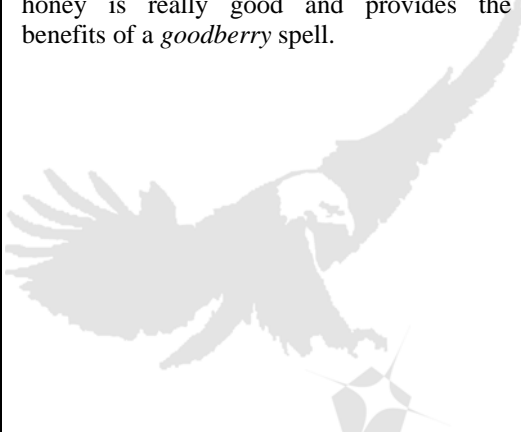 honey is really good and provides the
benefits of a goodberry spell.